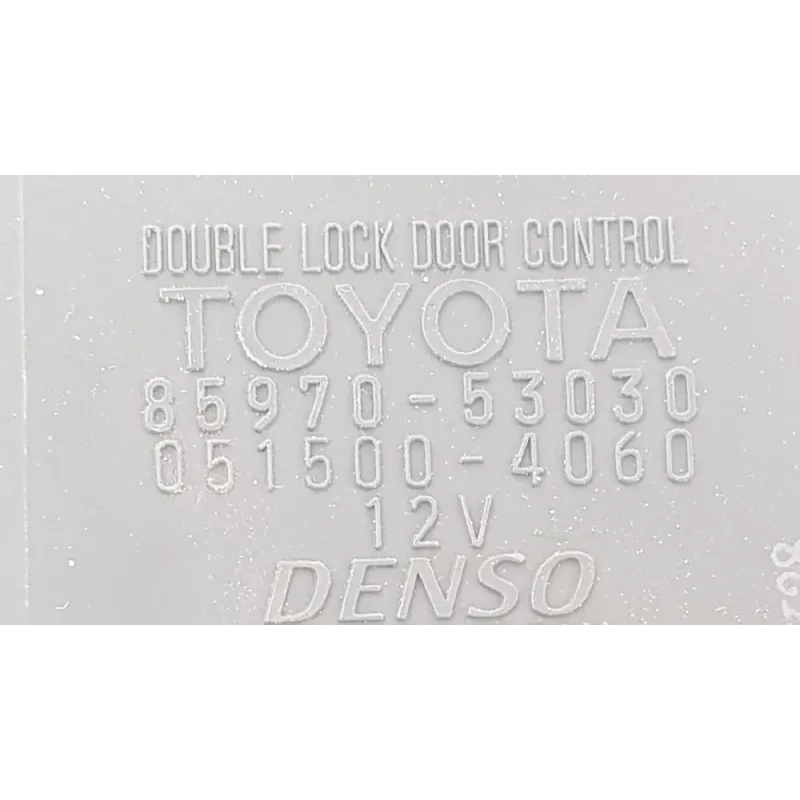 DOUBLE LOCK DOOR CONTROL
TOYOTA
85970-53030
051500-4060
12V
DENSO